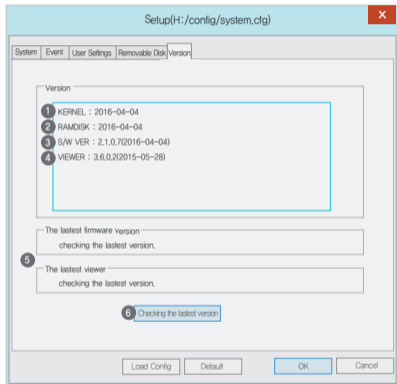 Setup(H:/config/system.cfg)
X
System Event User Settings Removable Disk Version
Version
1 KERNEL : 2016-04-04
2 RAMDISK : 2016-04-04
3 S/W VER : 2.1.0.7(2016-04-04)
4 VIEWER : 3.6.0.2(2015-05-28)
The lastest firmware version
checking the lastest version.
5
The lastest viewer
checking the lastest version.
6 Checking the lastest version
Load Config Default OK Cancel